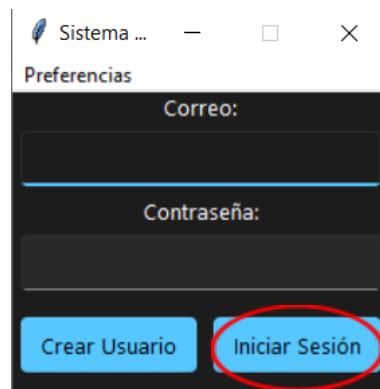 Sistema ...
Preferencias
Correo:
Contraseña:
Crear Usuario
Iniciar Sesión